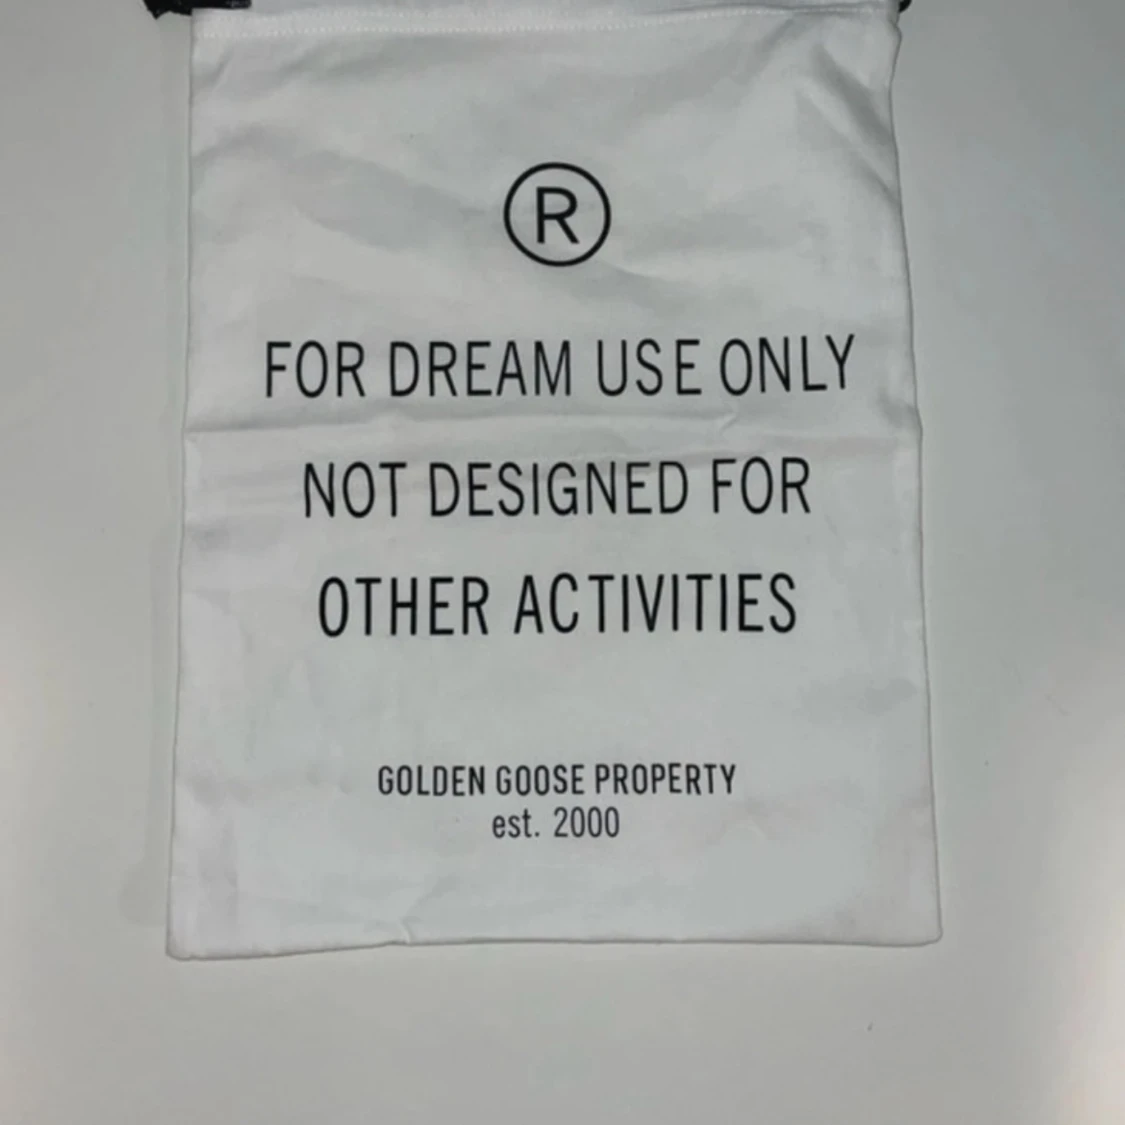 ®
FOR DREAM USE ONLY
NOT DESIGNED FOR
OTHER ACTIVITIES
GOLDEN GOOSE PROPERTY
est. 2000